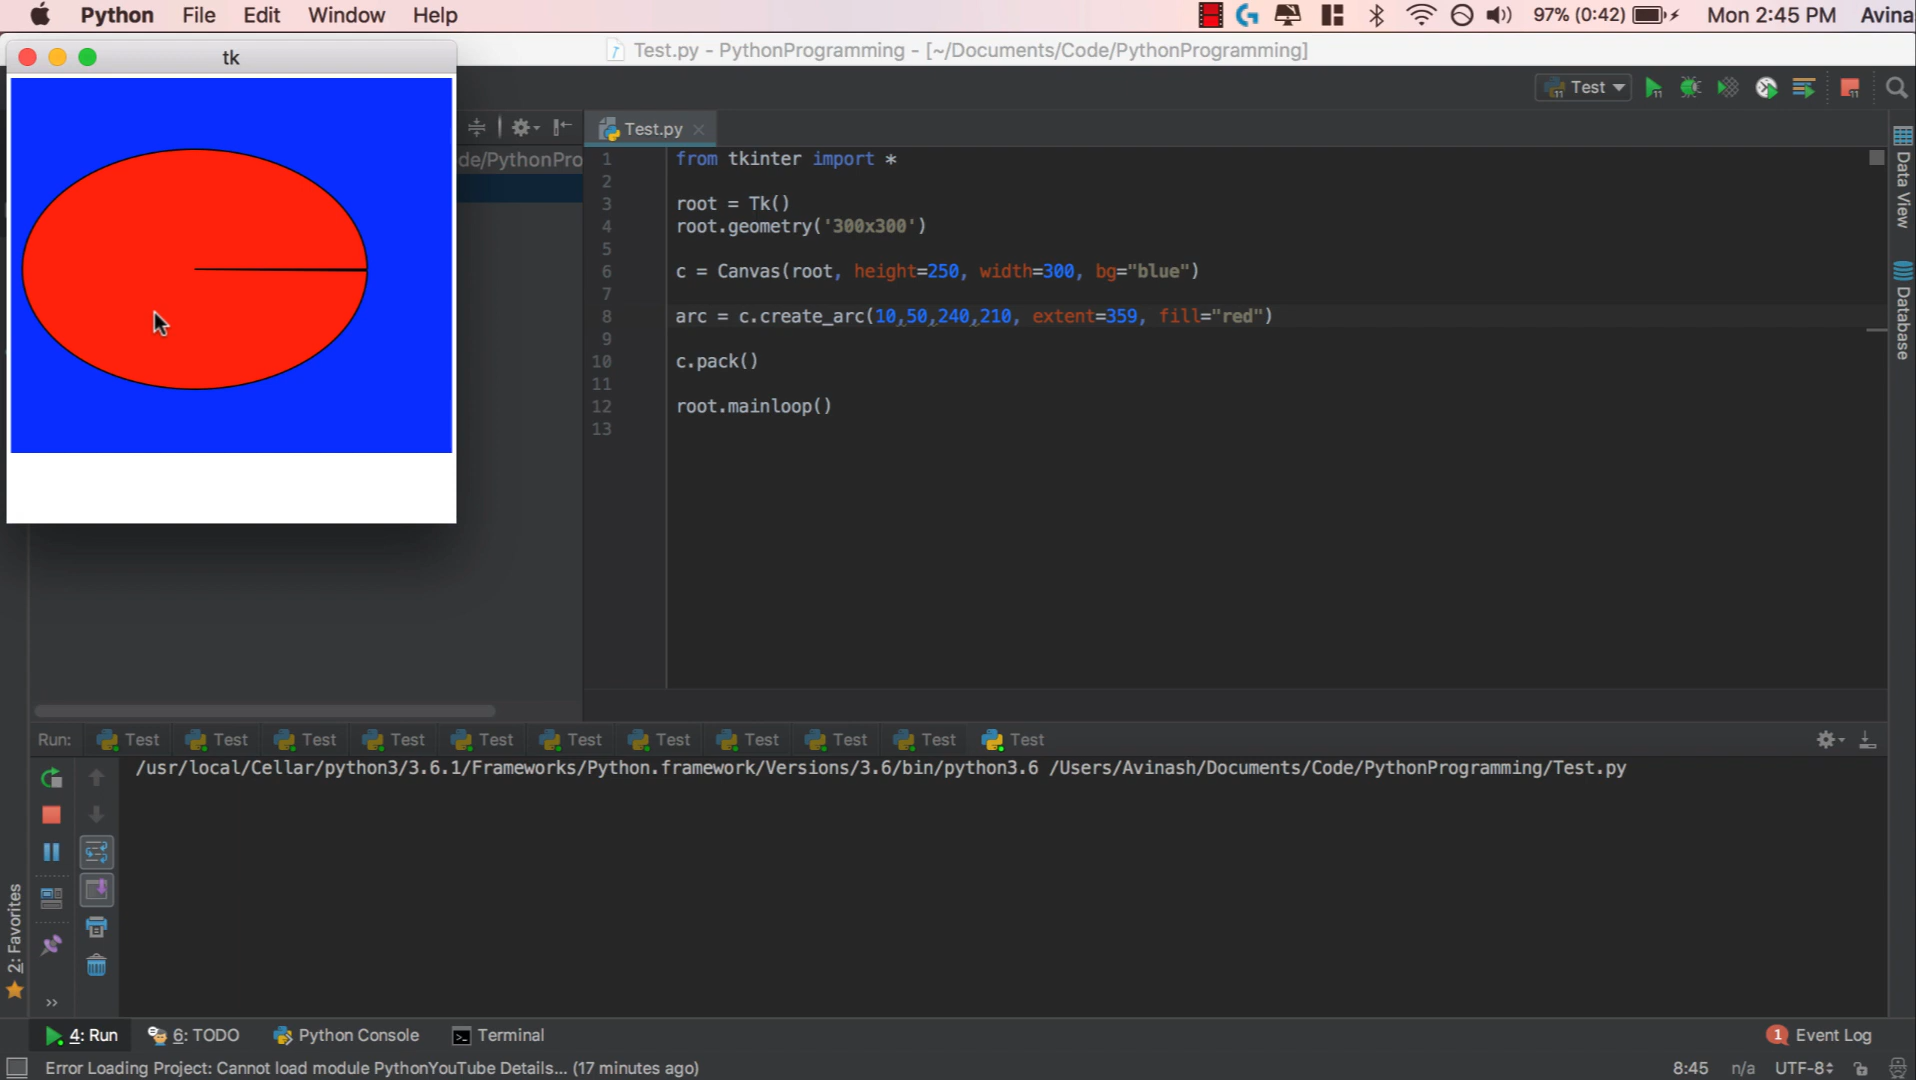 Python File Edit Window Help 97% (0:42) Mon 2:45 PM Avina
tk
Test.py - PythonProgramming - [~/Documents/Code/PythonProgramming]
Test
de/PythonPro
Test.py
1 from tkinter import *
2
3 root = Tk()
4 root.geometry('300x300')
5
6 c = Canvas(root, height=250, width=300, bg="blue")
7
8 arc = c.create_arc(10,50,240,210, extent=359, fill="red")
9
10 c.pack()
11
12 root.mainloop()
13
Data View
Database
Run: Test Test Test Test Test Test Test Test Test Test Test
/usr/local/Cellar/python3/3.6.1/Frameworks/Python.framework/Versions/3.6/bin/python3.6 /Users/Avinash/Documents/Code/PythonProgramming/Test.py
2: Favorites
4: Run 6: TODO Python Console Terminal 1 Event Log
Error Loading Project: Cannot load module PythonYouTube Details... (17 minutes ago) 8:45 n/a UTF-8